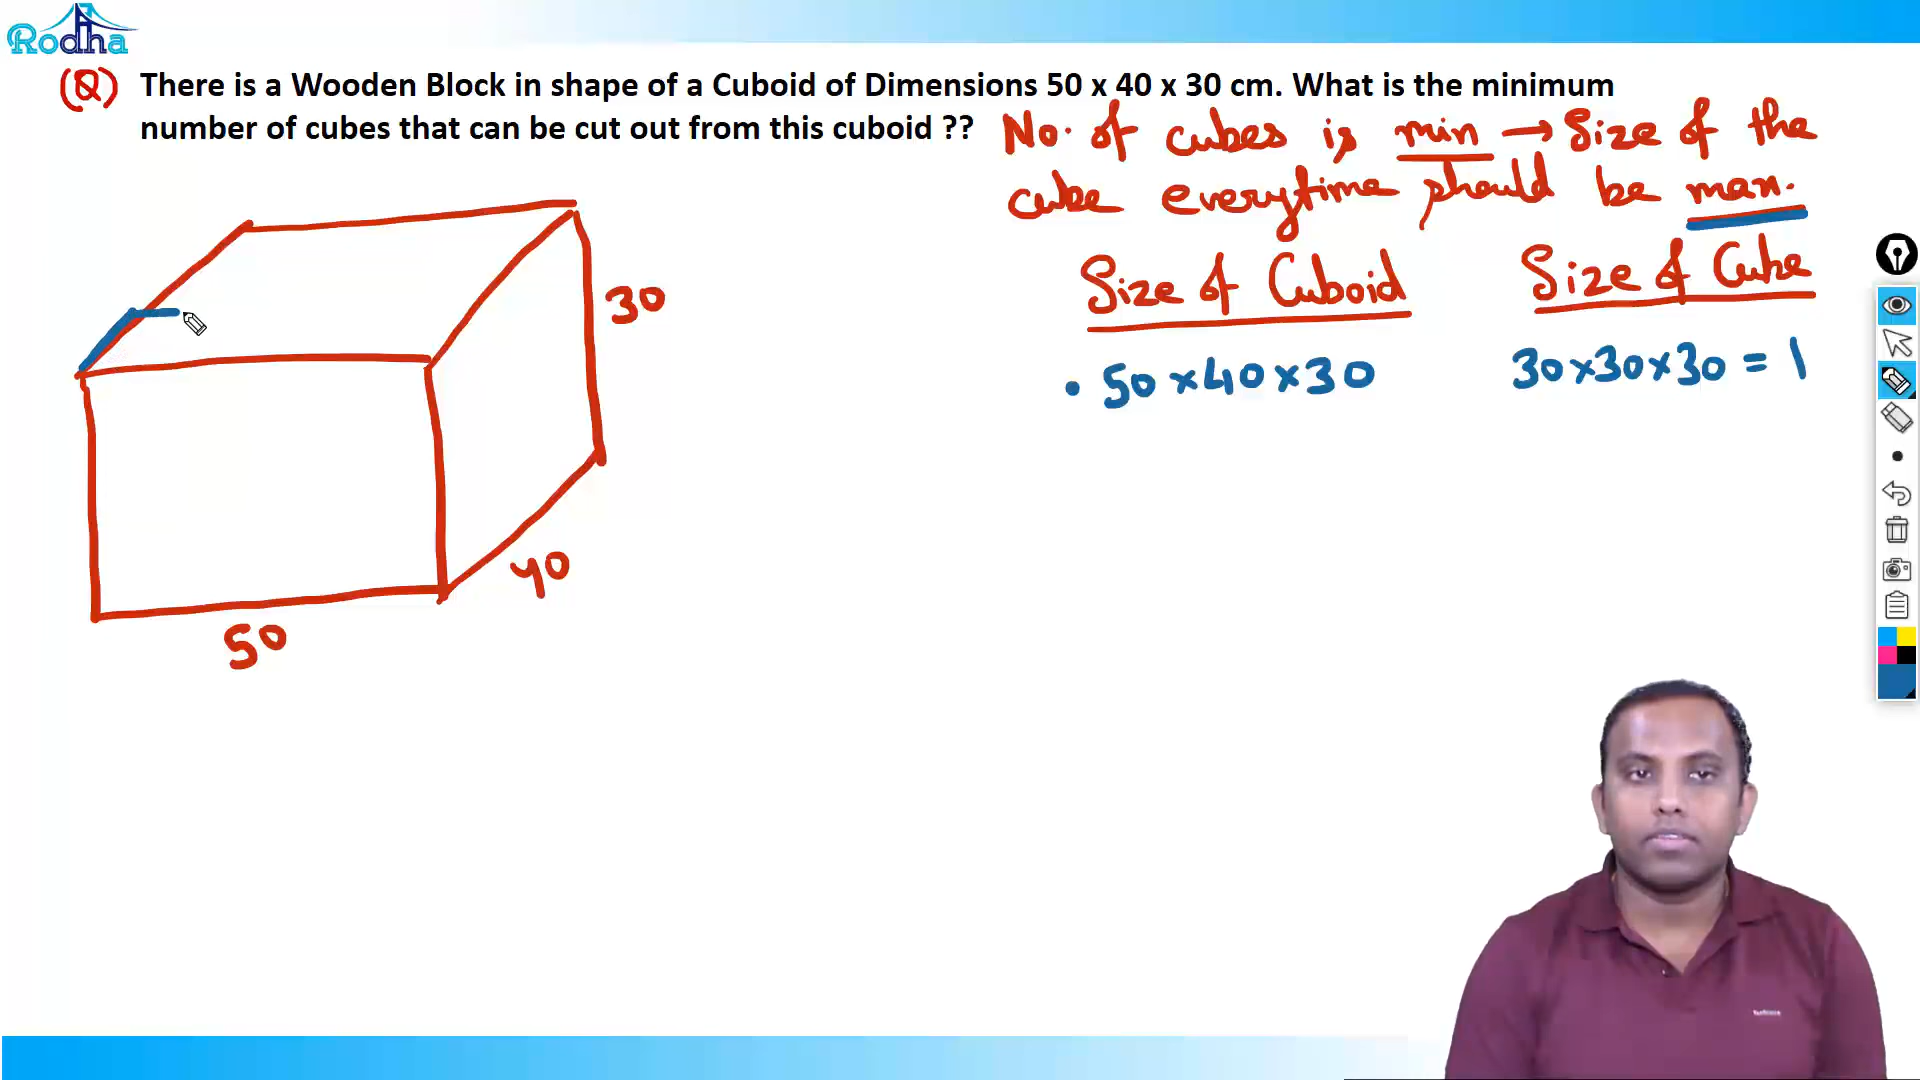 Rodha
(Q) There is a Wooden Block in shape of a Cuboid of Dimensions 50 x 40 x 30 cm. What is the minimum
number of cubes that can be cut out from this cuboid ??
No. of cubes is min → Size of the
cube everytime should be max.
Size of Cuboid
Size of Cube
• 50 x 40 x 30
30 x 30 x 30 = 1
30
40
50